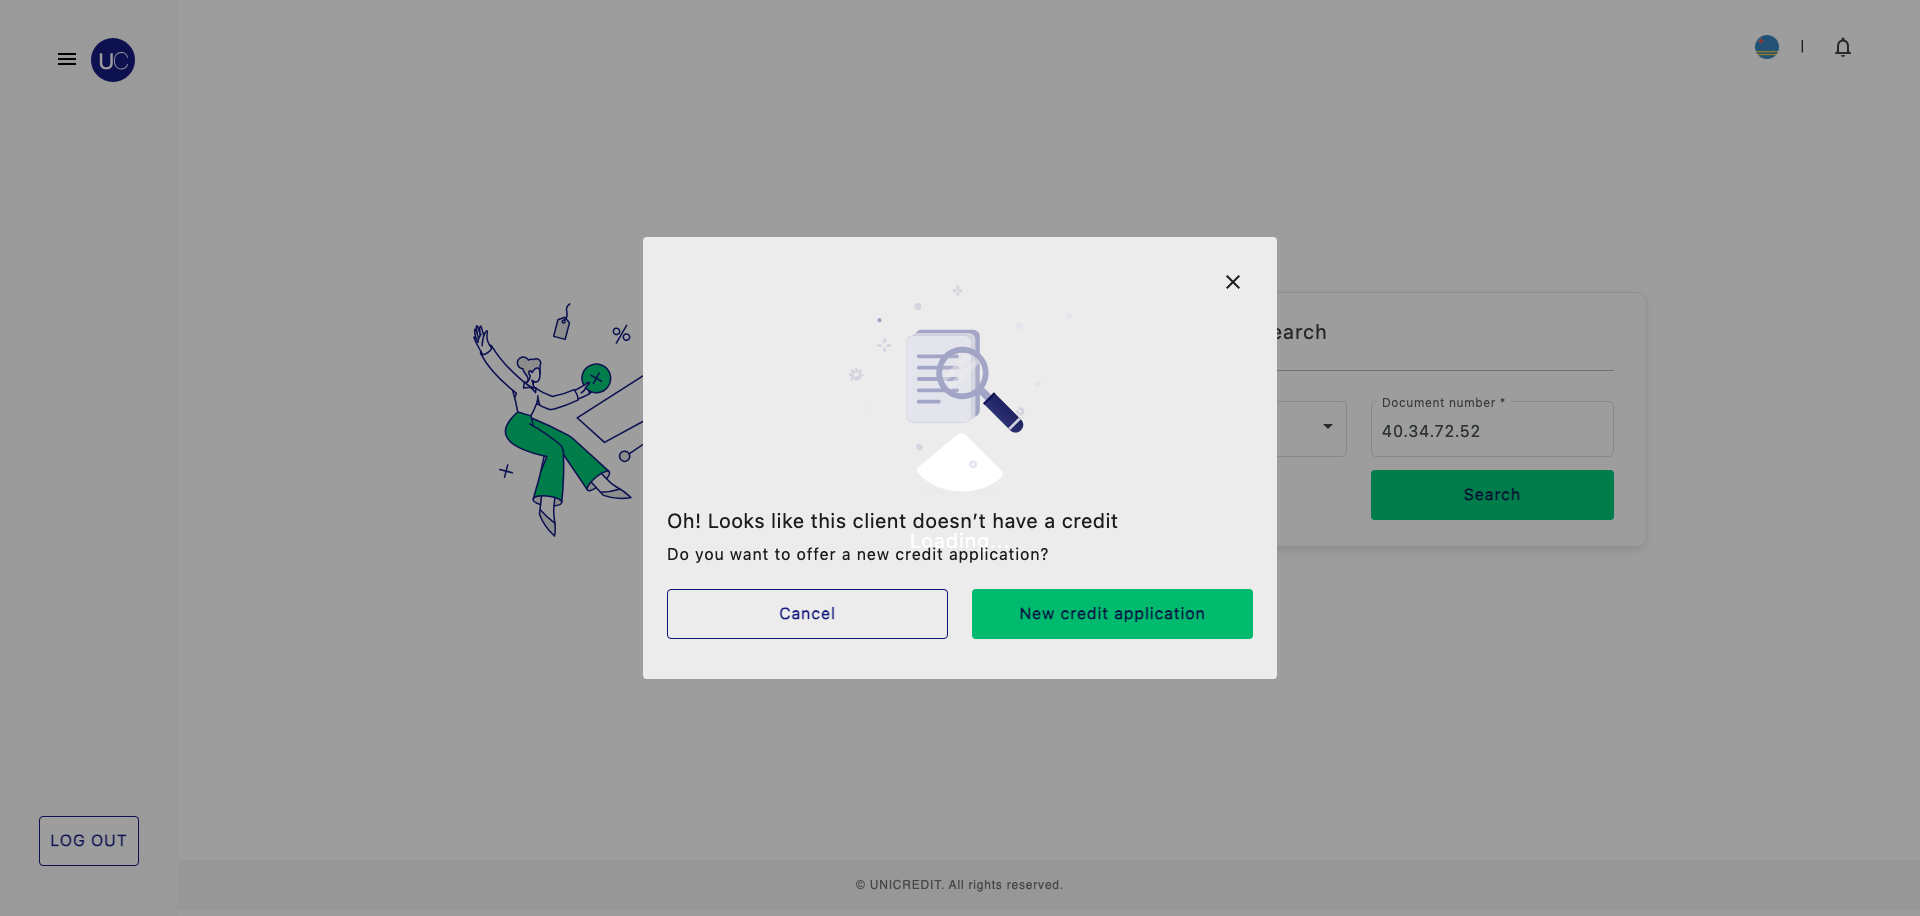 UC
|
earch
Document number *
40.34.72.52
Search
Oh! Looks like this client doesn’t have a credit
Loading...
Do you want to offer a new credit application?
Cancel
New credit application
LOG OUT
© UNICREDIT. All rights reserved.